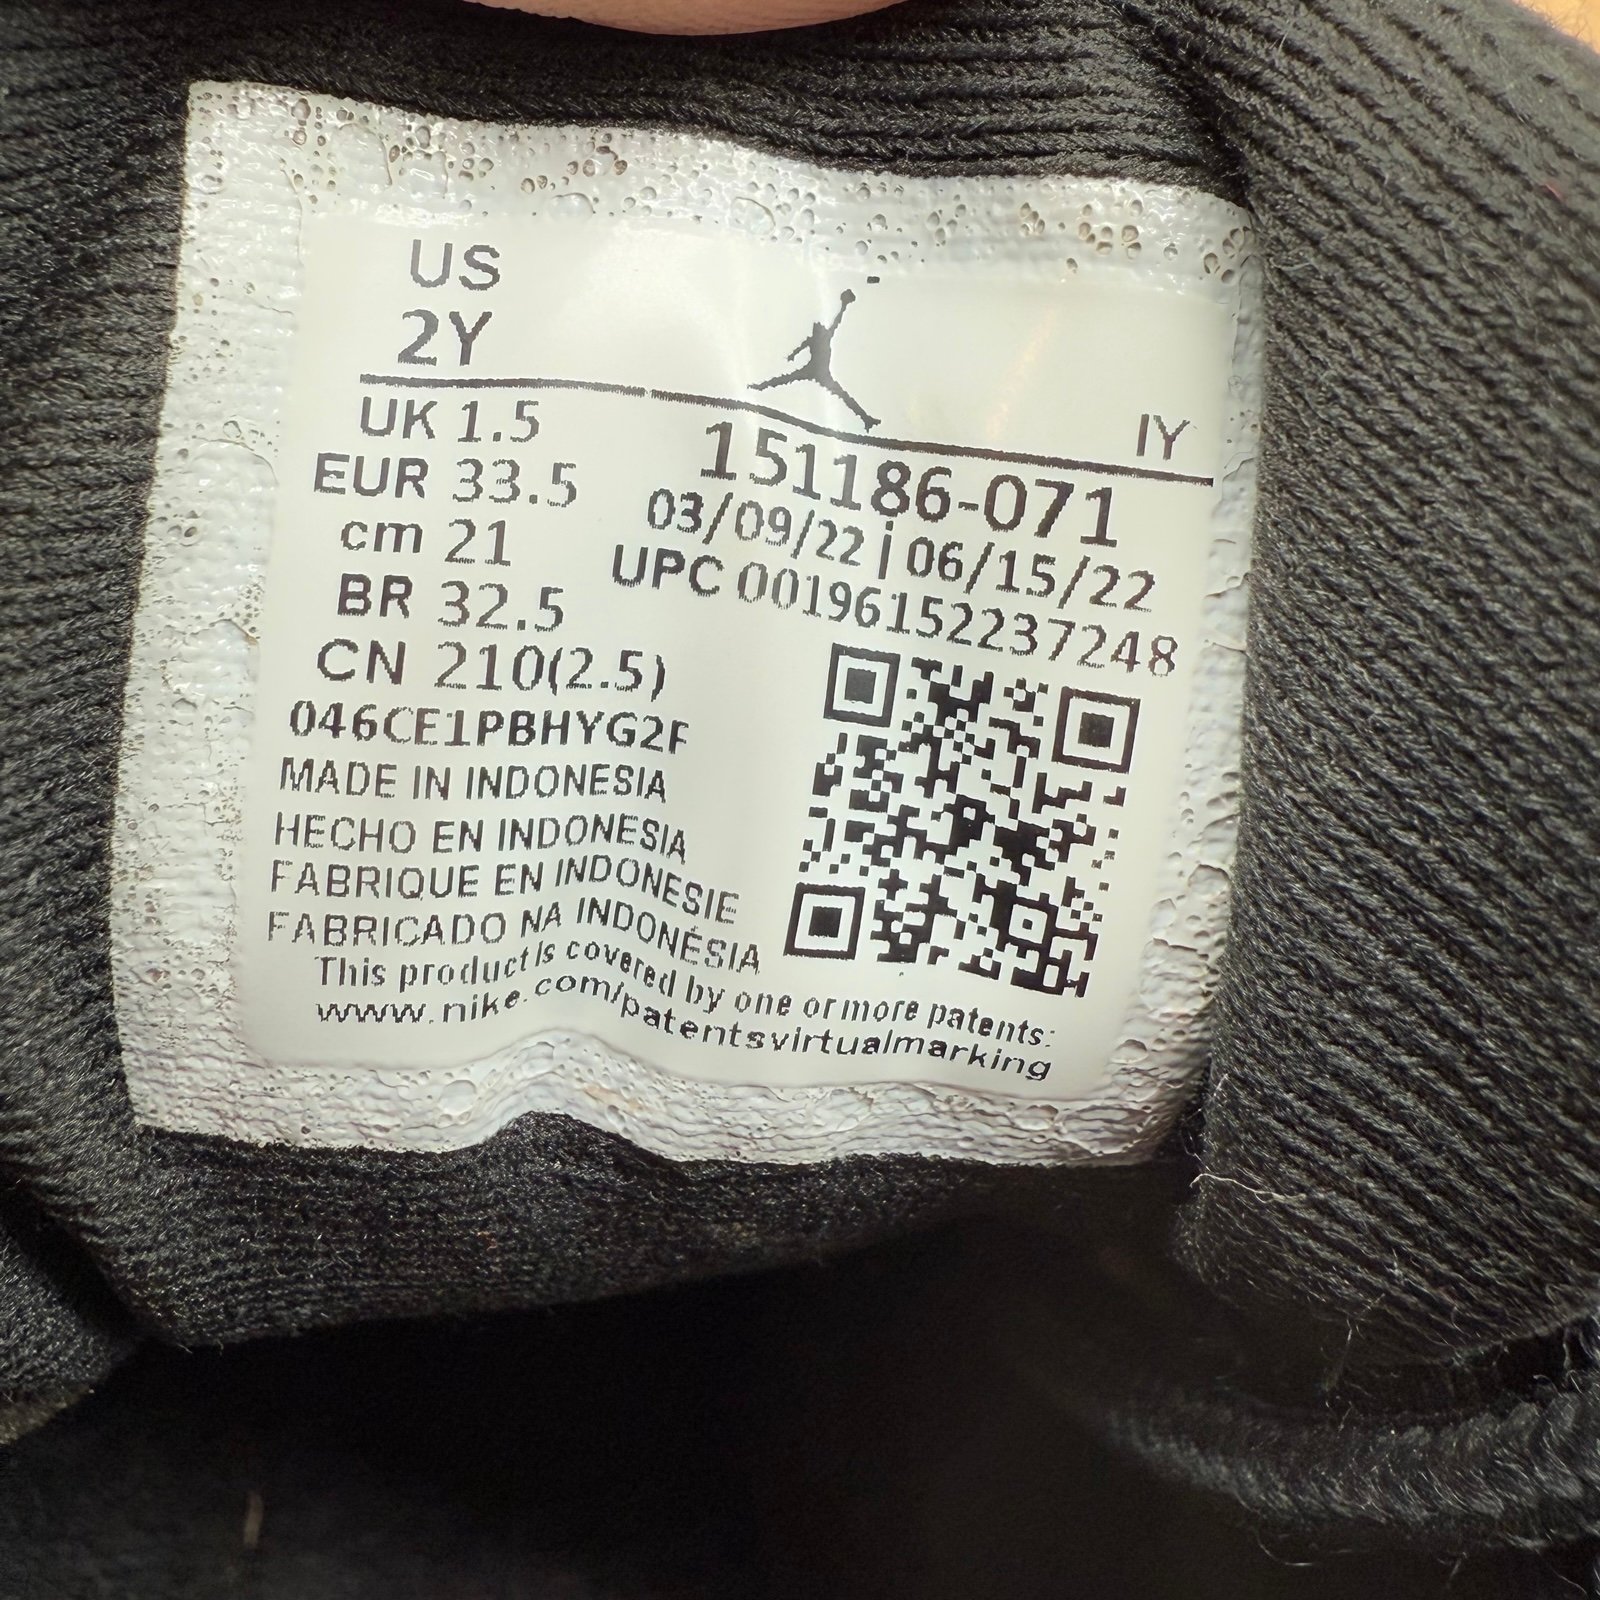 US
2Y
IY
UK 1.5
EUR 33.5
cm 21
BR 32.5
CN 210(2.5)
151186-071
03/09/22 | 06/15/22
UPC 00196152237248
046CE1PBHYG2F
MADE IN INDONESIA
HECHO EN INDONESIA
FABRIQUE EN INDONESIE
FABRICADO NA INDONÉSIA
This product is covered by one or more patents:
www.nike.com/patentsvirtualmarking